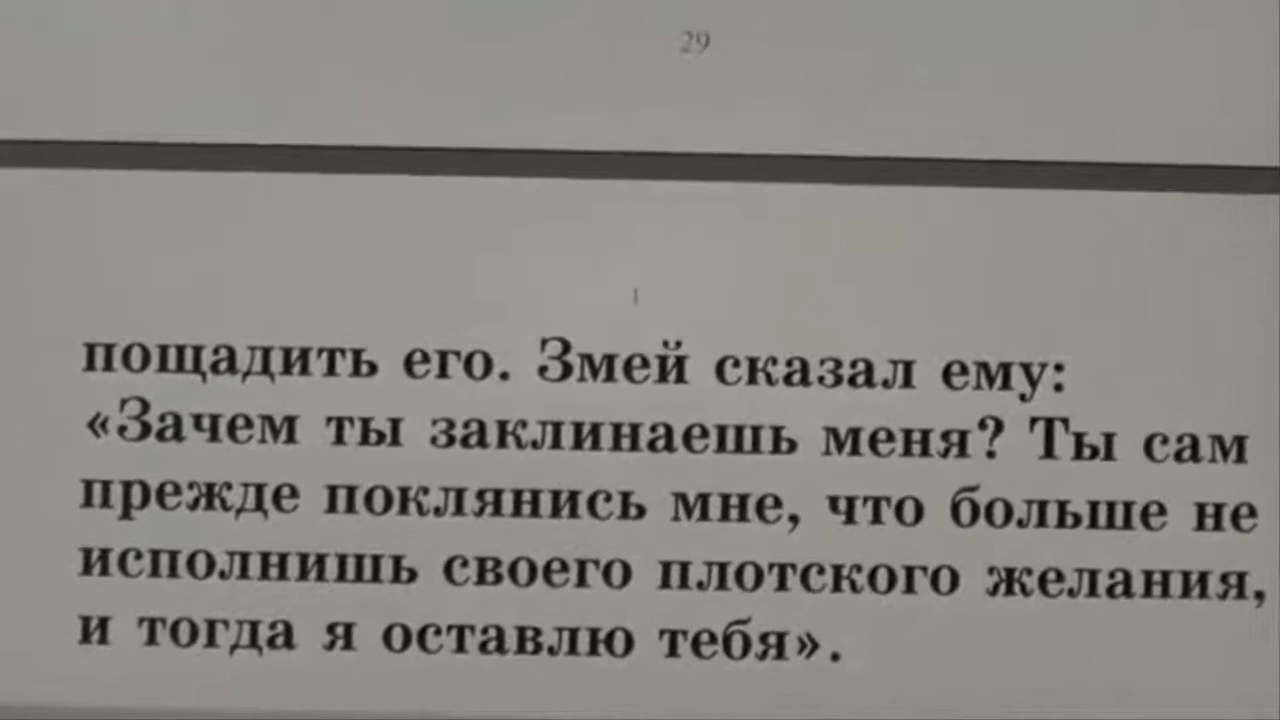 29
пощадить его. Змей сказал ему:
«Зачем ты заклинаешь меня? Ты сам
прежде поклянись мне, что больше не
исполнишь своего плотского желания,
и тогда я оставлю тебя».